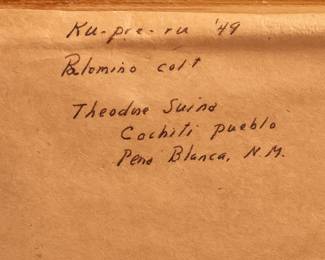 Ku-pre-ru '49
Palomino colt
Theodore Suina
Cochiti pueblo
Pena Blanca, N.M.